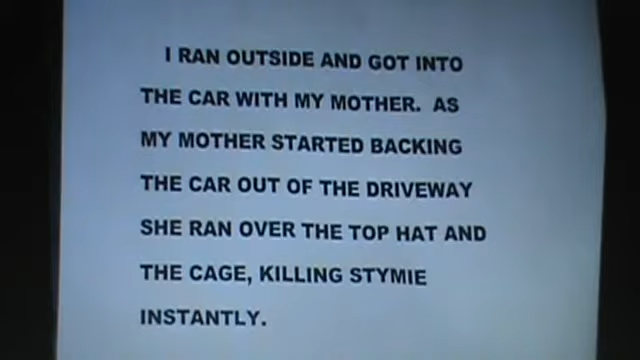 I RAN OUTSIDE AND GOT INTO
THE CAR WITH MY MOTHER. AS
MY MOTHER STARTED BACKING
THE CAR OUT OF THE DRIVEWAY
SHE RAN OVER THE TOP HAT AND
THE CAGE, KILLING STYMIE
INSTANTLY.